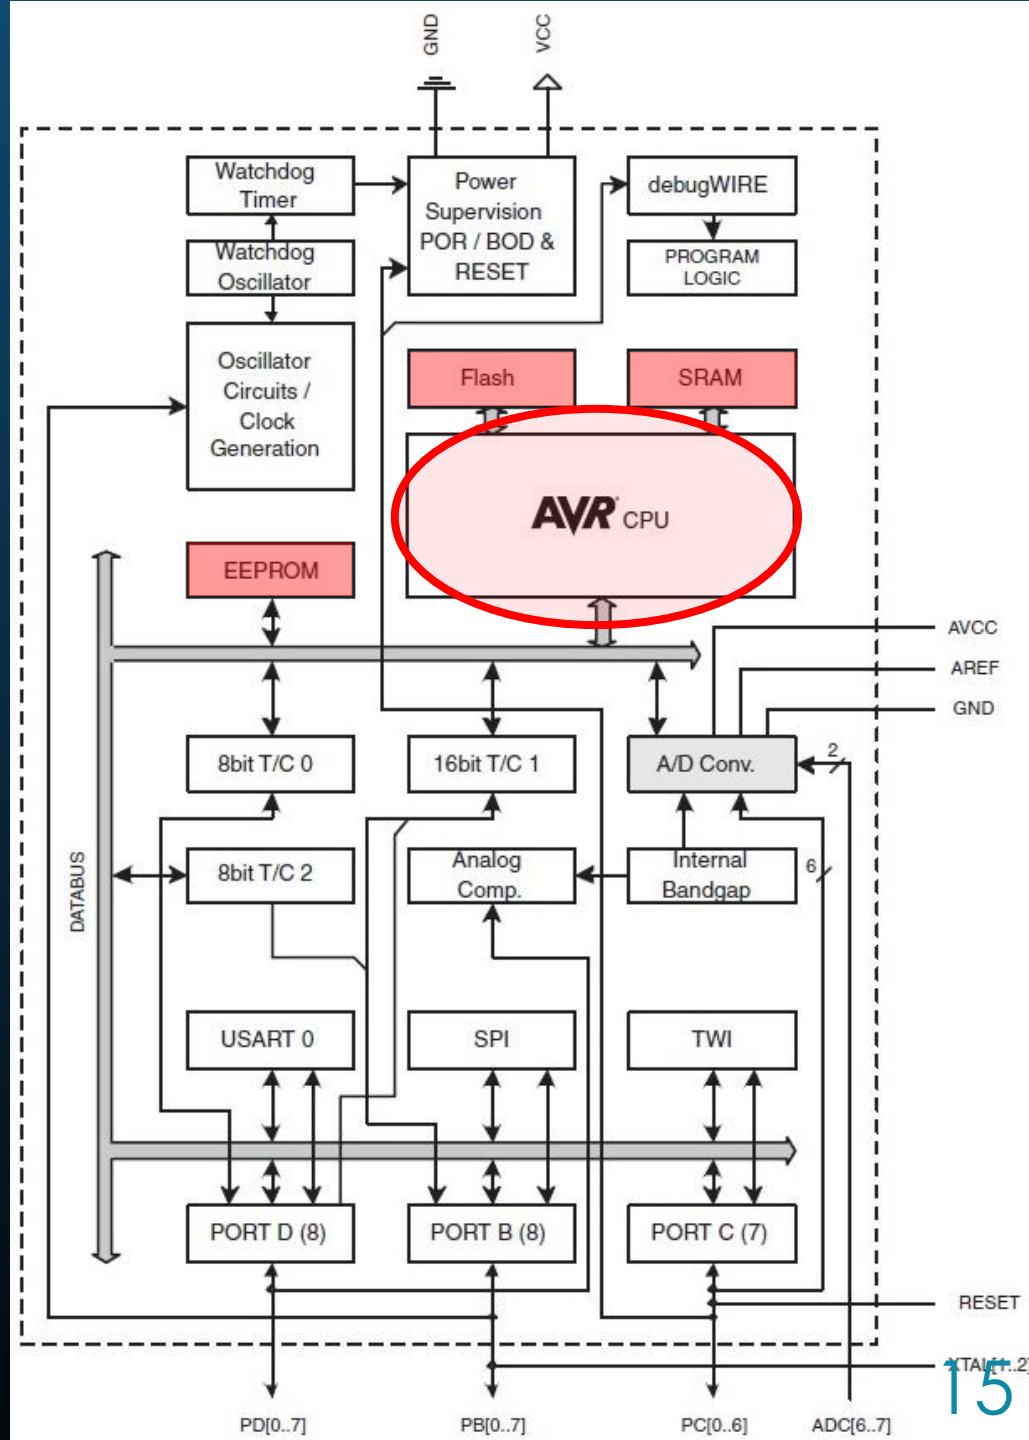 GND
VCC
Watchdog
Timer
Power
Supervision
POR / BOD &
RESET
debugWIRE
Watchdog
Oscillator
PROGRAM
LOGIC
Oscillator
Circuits /
Clock
Generation
Flash
SRAM
AVR CPU
EEPROM
AVCC
AREF
GND
8bit T/C 0
16bit T/C 1
A/D Conv.
2
DATABUS
8bit T/C 2
Analog
Comp.
Internal
Bandgap
6
USART 0
SPI
TWI
PORT D (8)
PORT B (8)
PORT C (7)
RESET
XTAL[1..2]
15
PD[0..7]
PB[0..7]
PC[0..6]
ADC[6..7]